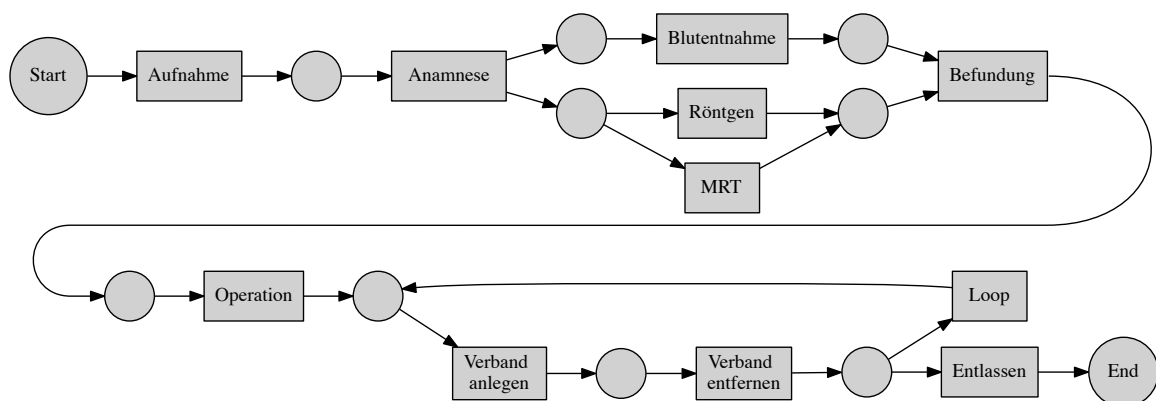 Start
Aufnahme
Anamnese
Blutentnahme
Röntgen
MRT
Befundung
Operation
Verband
anlegen
Verband
entfernen
Loop
Entlassen
End